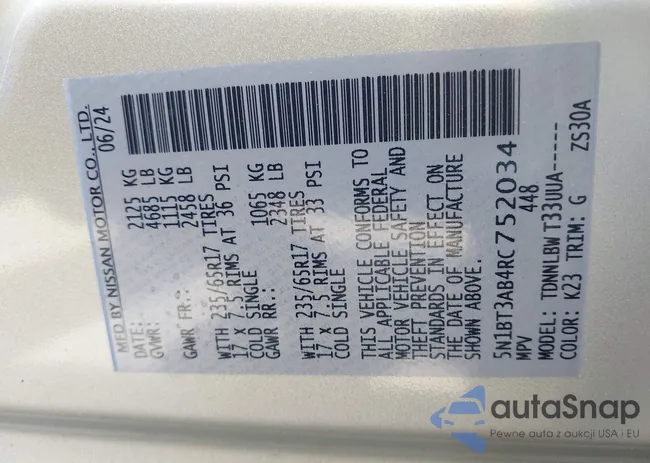 MFD BY NISSAN MOTOR CO., LTD.
06/24
GVWR: 2125 KG
4685 LB
GAWR FR.: 1115 KG
2458 LB
WITH 235/65R17 TIRES
17 X 7.5 RIMS AT 36 PSI
COLD SINGLE
GAWR RR.: 1065 KG
2348 LB
WITH 235/65R17 TIRES
17 X 7.5 RIMS AT 33 PSI
COLD SINGLE
THIS VEHICLE CONFORMS TO
ALL APPLICABLE FEDERAL
MOTOR VEHICLE SAFETY AND
THEFT PREVENTION
STANDARDS IN EFFECT ON
THE DATE OF MANUFACTURE
SHOWN ABOVE.
5N1BT3AB4RC752034
MPV 448
MODEL: TDNNLBW T33UUA-----
COLOR: K23 TRIM: G ZS30A
autaSnap
Pewne auta z aukcji USA i EU